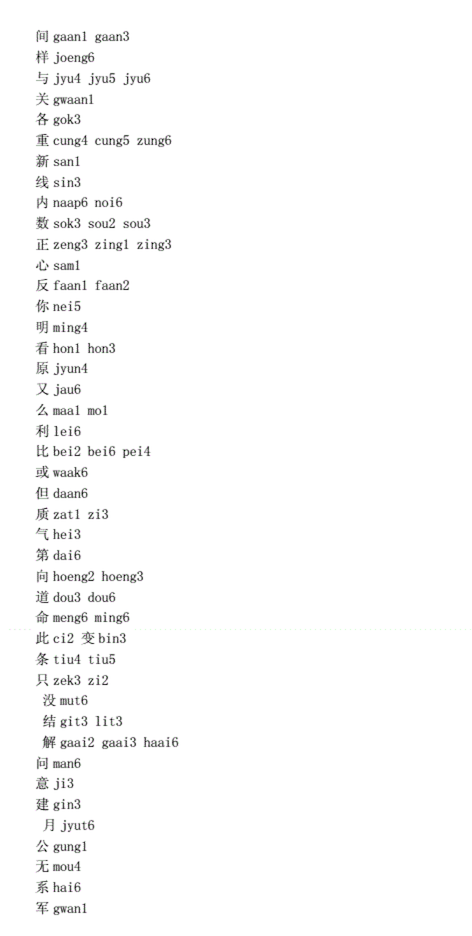 间 gaan1 gaan3
样 joeng6
与 jyu4 jyu5 jyu6
关 gwaan1
各 gok3
重 cung4 cung5 zung6
新 san1
线 sin3
内 naap6 noi6
数 sok3 sou2 sou3
正 zeng3 zing1 zing3
心 sam1
反 faan1 faan2
你 nei5
明 ming4
看 hon1 hon3
原 jyun4
又 jau6
么 maa1 mo1
利 lei6
比 bei2 bei6 pei4
或 waak6
但 daan6
质 zat1 zi3
气 hei3
第 dai6
向 hoeng2 hoeng3
道 dou3 dou6
命 meng6 ming6
此 ci2 变 bin3
条 tiu4 tiu5
只 zek3 zi2
没 mut6
结 git3 lit3
解 gaai2 gaai3 haai6
问 man6
意 ji3
建 gin3
月 jyut6
公 gung1
无 mou4
系 hai6
军 gwan1